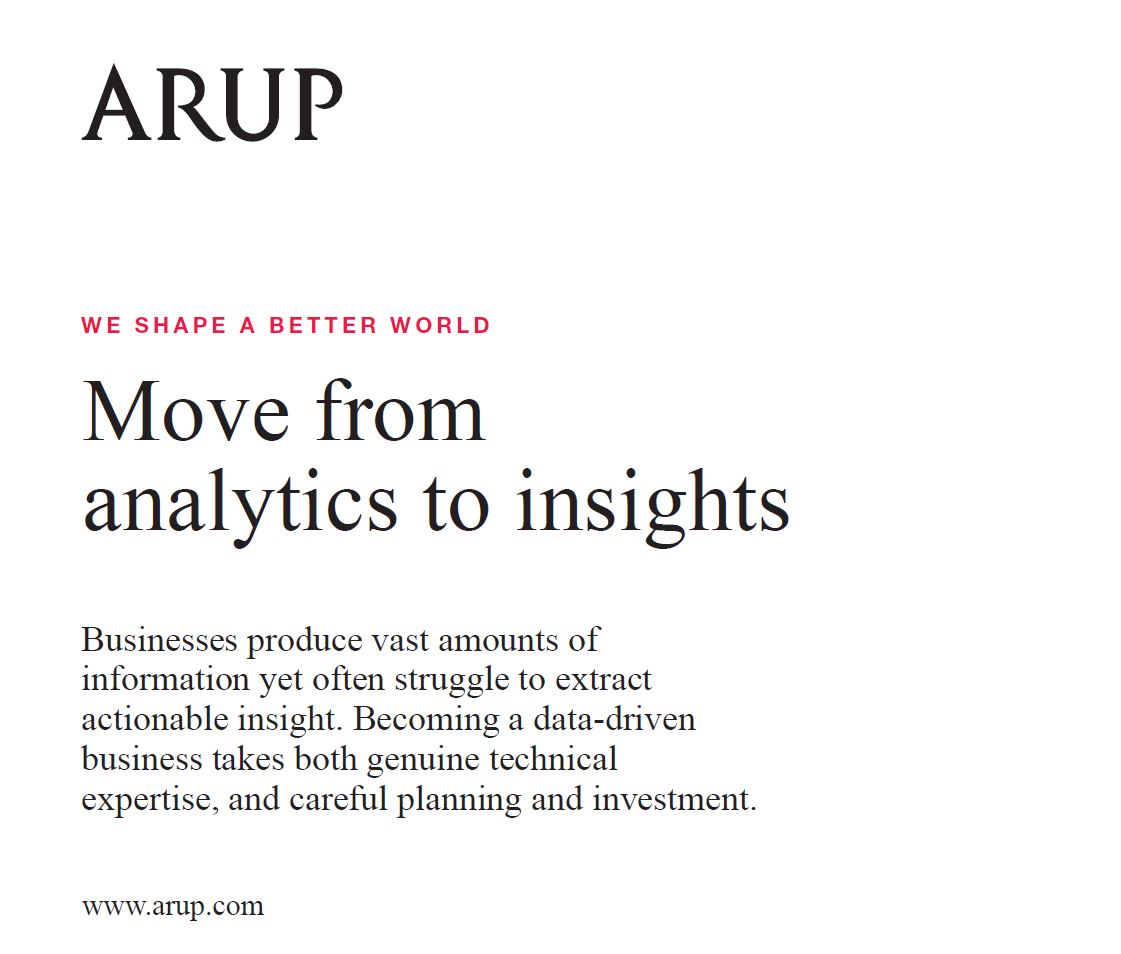 ARUP
WE SHAPE A BETTER WORLD
Move from
analytics to insights
Businesses produce vast amounts of
information yet often struggle to extract
actionable insight. Becoming a data-driven
business takes both genuine technical
expertise, and careful planning and investment.
www.arup.com